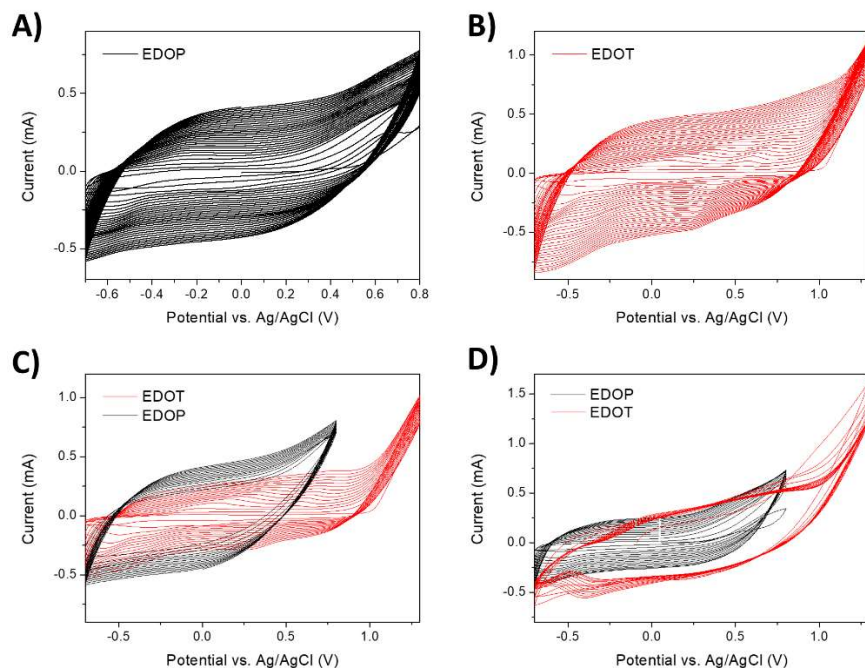 A)
EDOP
Current (mA)
0.5
0.0
-0.5
-0.6 -0.4 -0.2 0.0 0.2 0.4 0.6 0.8
Potential vs. Ag/AgCl (V)
B)
EDOT
Current (mA)
1.0
0.5
0.0
-0.5
-0.5 0.0 0.5 1.0
Potential vs. Ag/AgCl (V)
C)
EDOT
EDOP
Current (mA)
1.0
0.5
0.0
-0.5
-0.5 0.0 0.5 1.0
Potential vs. Ag/AgCl (V)
D)
EDOP
EDOT
Current (mA)
1.5
1.0
0.5
0.0
-0.5
-0.5 0.0 0.5 1.0
Potential vs. Ag/AgCl (V)